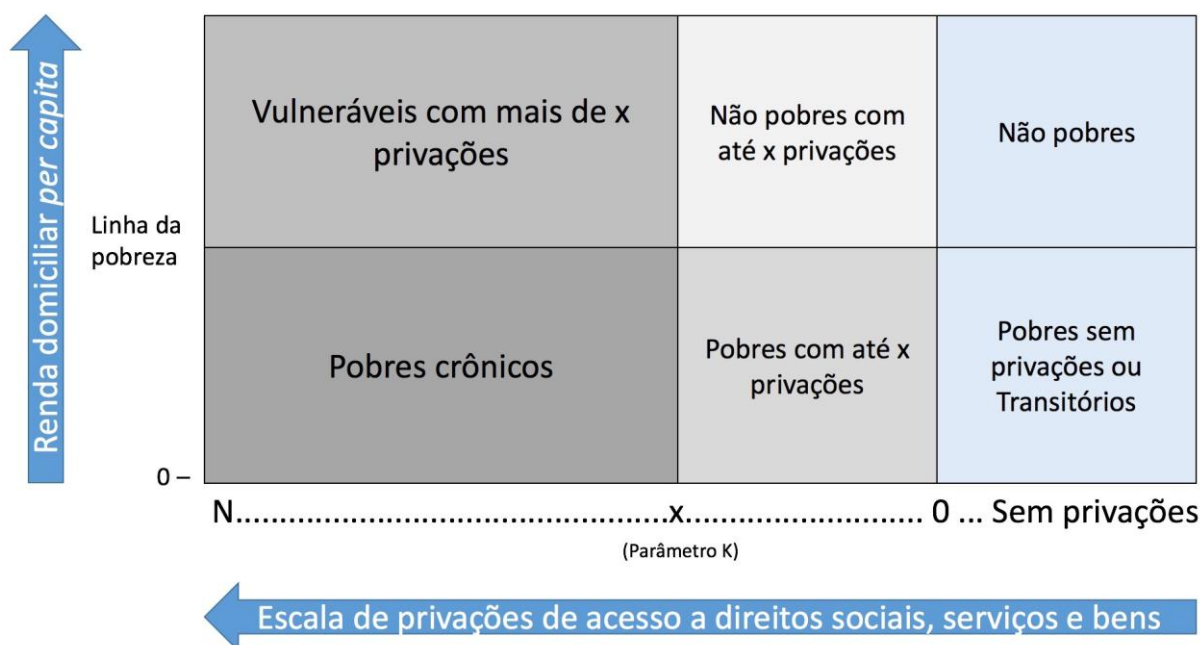 Renda domiciliar per capita
Vulneráveis com mais de x
privações
Não pobres com
até x privações
Não pobres
Linha da
pobreza
Pobres crônicos
Pobres com até x
privações
Pobres sem
privações ou
Transitórios
0 –
N....................................................x............................. 0 ... Sem privações
(Parâmetro K)
Escala de privações de acesso a direitos sociais, serviços e bens